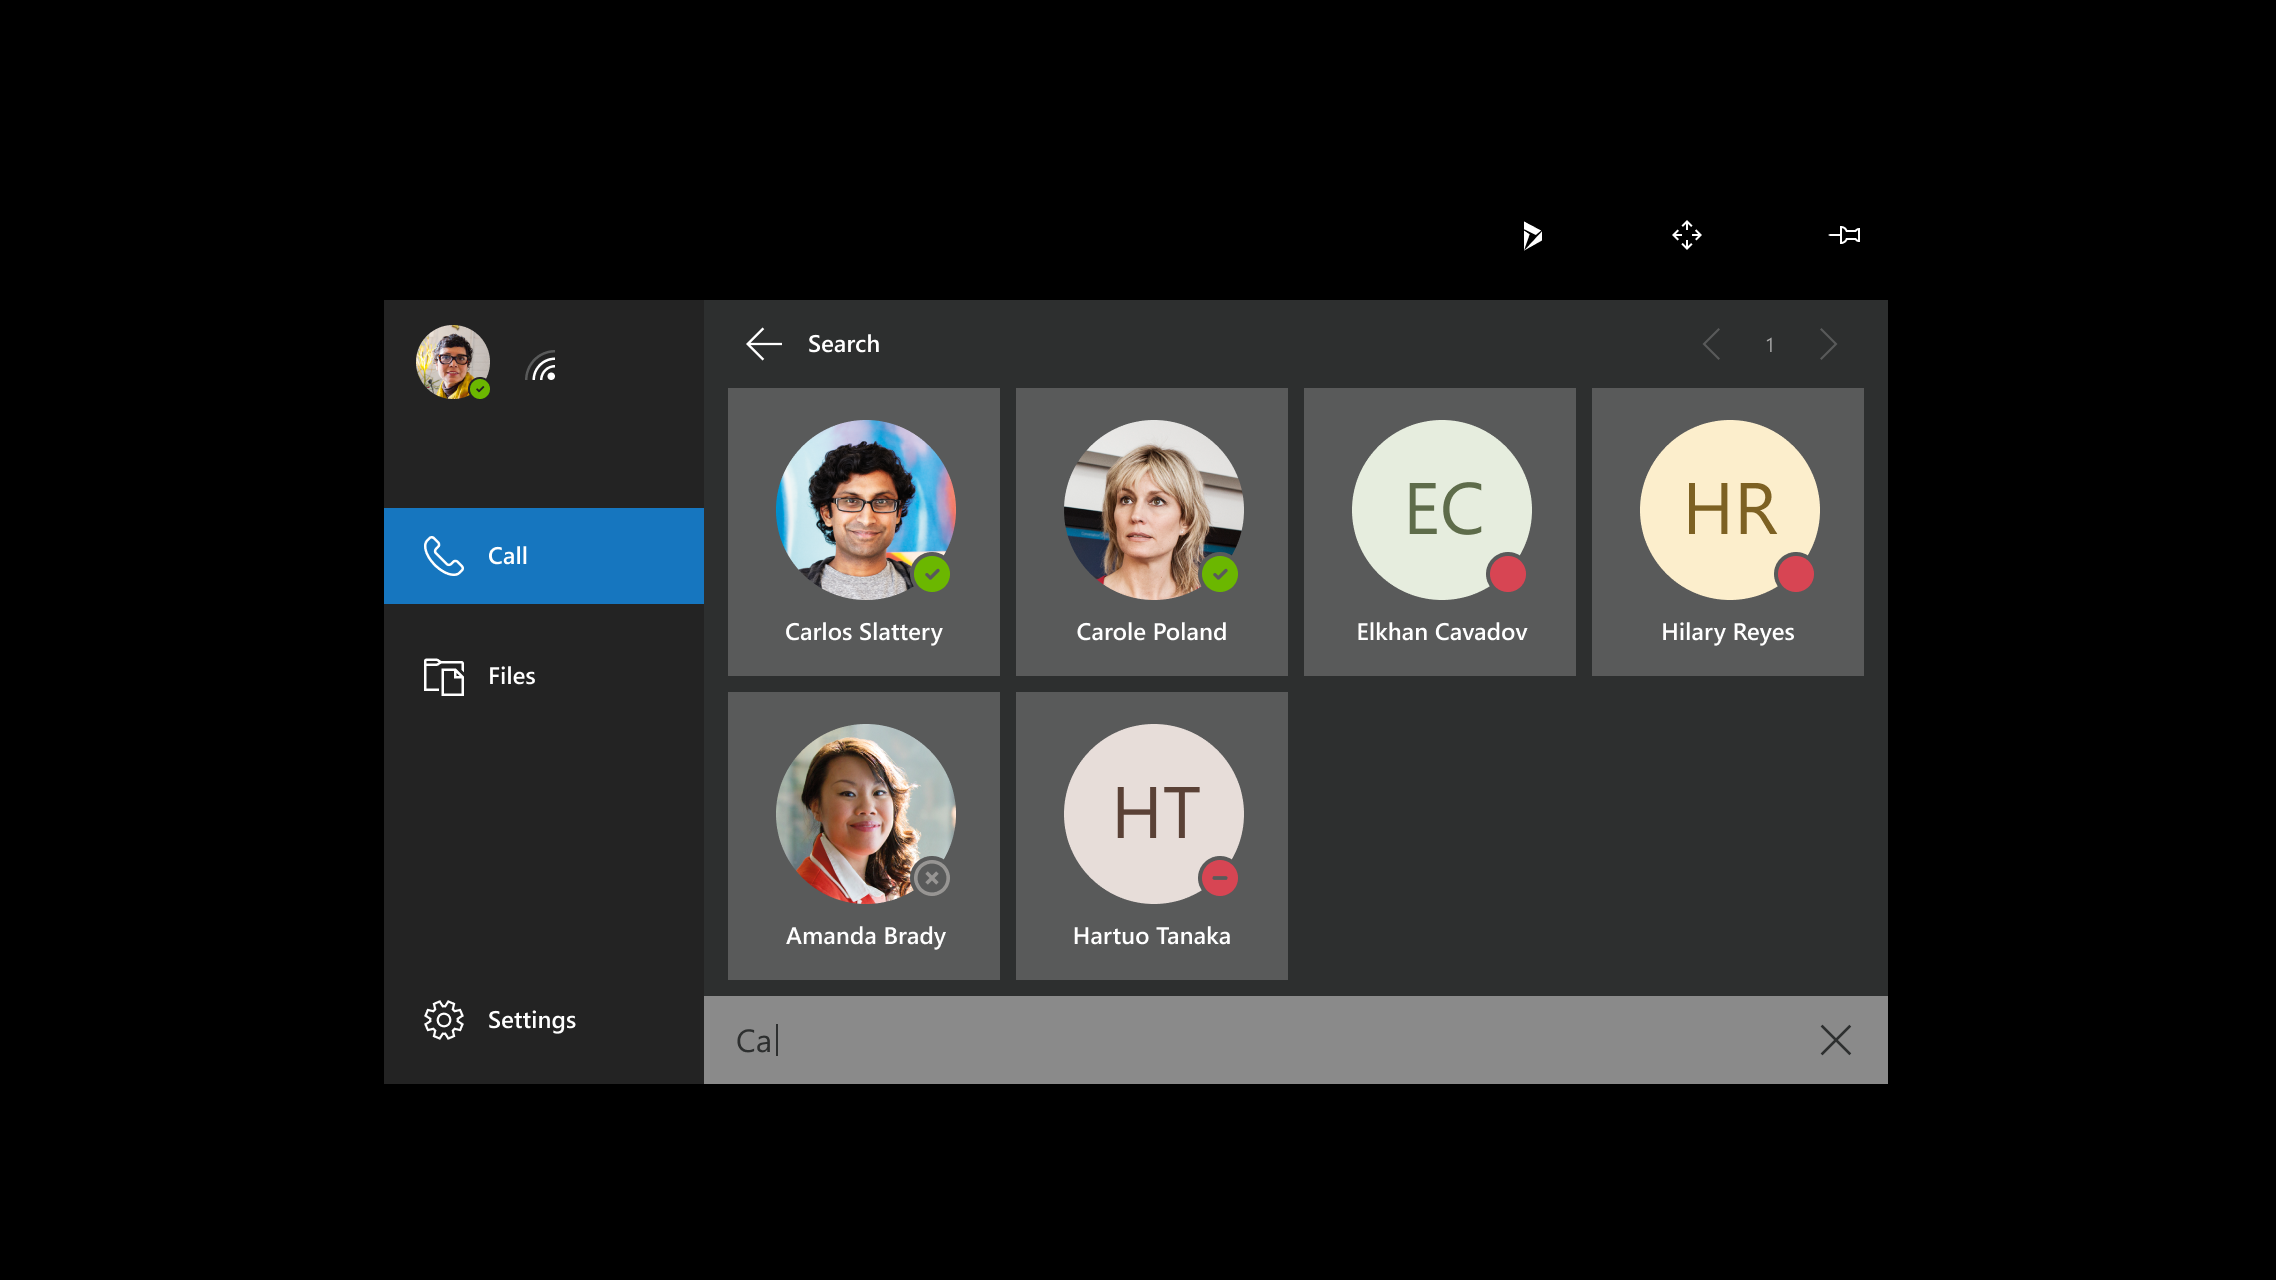 Search
1
Call
Files
Settings
EC
HR
Carlos Slattery
Carole Poland
Elkhan Cavadov
Hilary Reyes
HT
Amanda Brady
Hartuo Tanaka
Ca